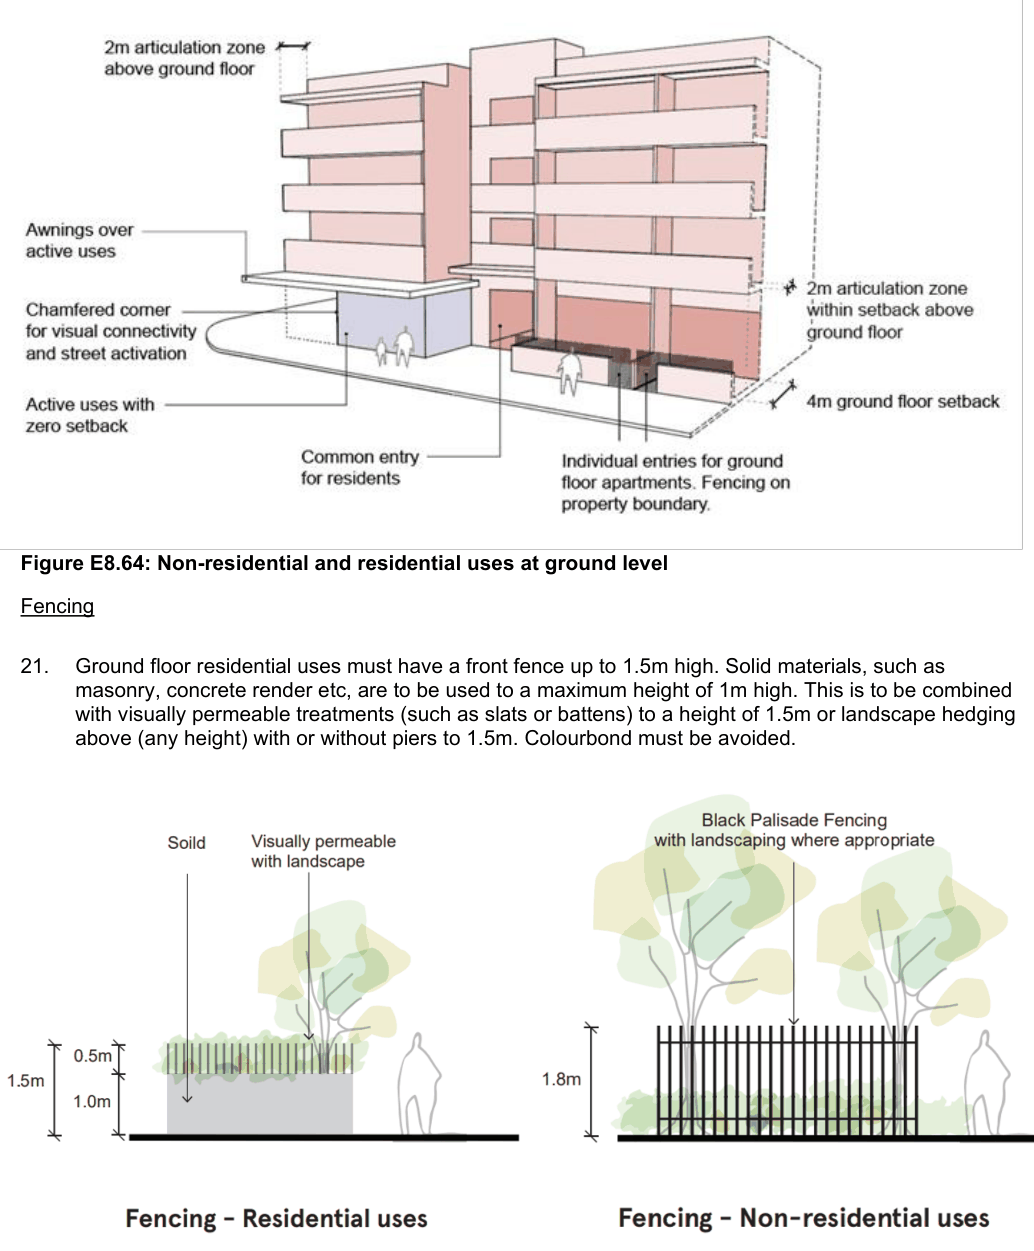 2m articulation zone
above ground floor
Awnings over
active uses
Chamfered corner
for visual connectivity
and street activation
Active uses with
zero setback
Common entry
for residents
Individual entries for ground
floor apartments. Fencing on
property boundary.
2m articulation zone
within setback above
ground floor
4m ground floor setback
Figure E8.64: Non-residential and residential uses at ground level
Fencing
21. Ground floor residential uses must have a front fence up to 1.5m high. Solid materials, such as
masonry, concrete render etc, are to be used to a maximum height of 1m high. This is to be combined
with visually permeable treatments (such as slats or battens) to a height of 1.5m or landscape hedging
above (any height) with or without piers to 1.5m. Colourbond must be avoided.
Soild
Visually permeable
with landscape
0.5m
1.5m
1.0m
Fencing - Residential uses
Black Palisade Fencing
with landscaping where appropriate
1.8m
Fencing - Non-residential uses